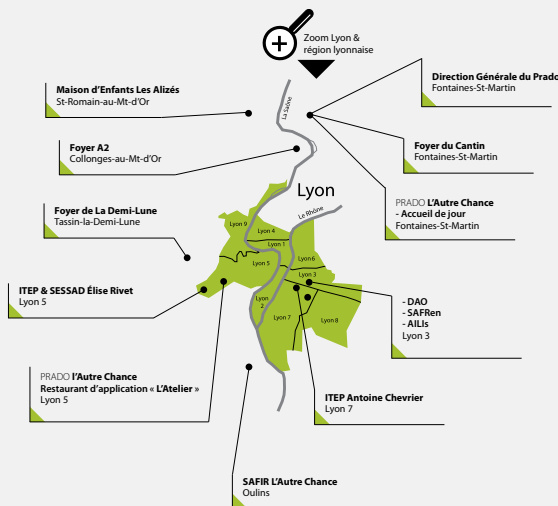 Zoom Lyon &
région lyonnaise
Maison d'Enfants Les Alizés
St-Romain-au-Mt-d'Or
Direction Générale du Prado
Fontaines-St-Martin
La Saône
Foyer A2
Collonges-au-Mt-d'Or
Foyer du Cantin
Fontaines-St-Martin
Lyon
PRADO L'Autre Chance
- Accueil de jour
Fontaines-St-Martin
Foyer de La Demi-Lune
Tassin-la-Demi-Lune
Le Rhône
Lyon 9
Lyon 4
Lyon 1
Lyon 5
Lyon 6
Lyon 3
Lyon 2
Lyon 7
Lyon 8
ITEP & SESSAD Élise Rivet
Lyon 5
- DAO
- SAFRen
- AILIs
Lyon 3
PRADO l'Autre Chance
Restaurant d'application « L'Atelier »
Lyon 5
ITEP Antoine Chevrier
Lyon 7
SAFIR L'Autre Chance
Oulins